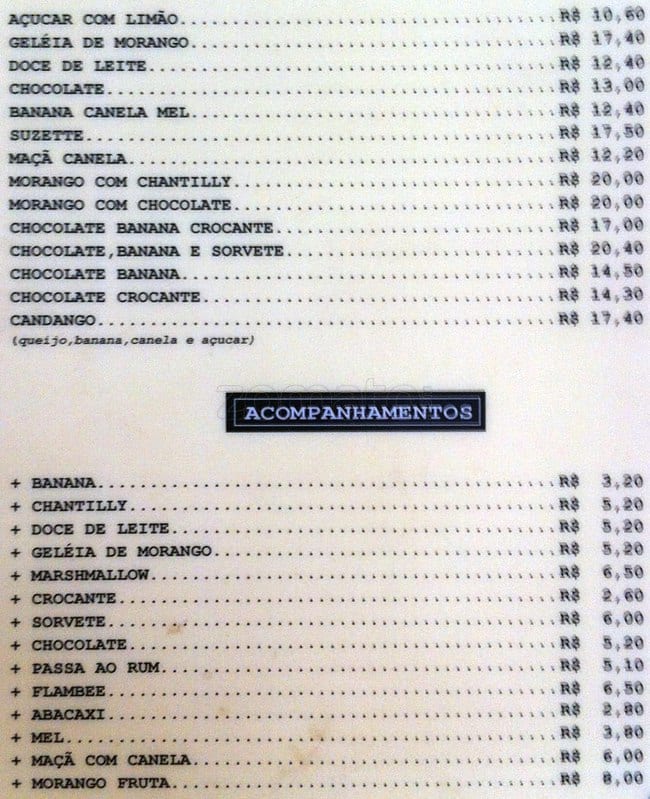 AÇUCAR COM LIMÃO........................................R$ 10,60
GELÉIA DE MORANGO.......................................R$ 17,40
DOCE DE LEITE...........................................R$ 12,40
CHOCOLATE...............................................R$ 13,00
BANANA CANELA MEL.......................................R$ 12,40
SUZETTE.................................................R$ 17,50
MAÇÃ CANELA.............................................R$ 12,20
MORANGO COM CHANTILLY...................................R$ 20,00
MORANGO COM CHOCOLATE...................................R$ 20,00
CHOCOLATE BANANA CROCANTE...............................R$ 17,00
CHOCOLATE,BANANA E SORVETE..............................R$ 20,40
CHOCOLATE BANANA........................................R$ 14,50
CHOCOLATE CROCANTE......................................R$ 14,30
CANDANGO................................................R$ 17,40
(queijo,banana,canela e açucar)
zomato
ACOMPANHAMENTOS
+ BANANA................................................R$ 3,20
+ CHANTILLY.............................................R$ 5,20
+ DOCE DE LEITE.........................................R$ 5,20
+ GELÉIA DE MORANGO.....................................R$ 5,20
+ MARSHMALLOW...........................................R$ 6,50
+ CROCANTE..............................................R$ 2,60
+ SORVETE...............................................R$ 6,00
+ CHOCOLATE.............................................R$ 5,20
+ PASSA AO RUM..........................................R$ 5,10
+ FLAMBEE...............................................R$ 6,50
+ ABACAXI...............................................R$ 2,80
+ MEL...................................................R$ 3,80
+ MAÇÃ COM CANELA.......................................R$ 6,00
+ MORANGO FRUTA.........................................R$ 8,00